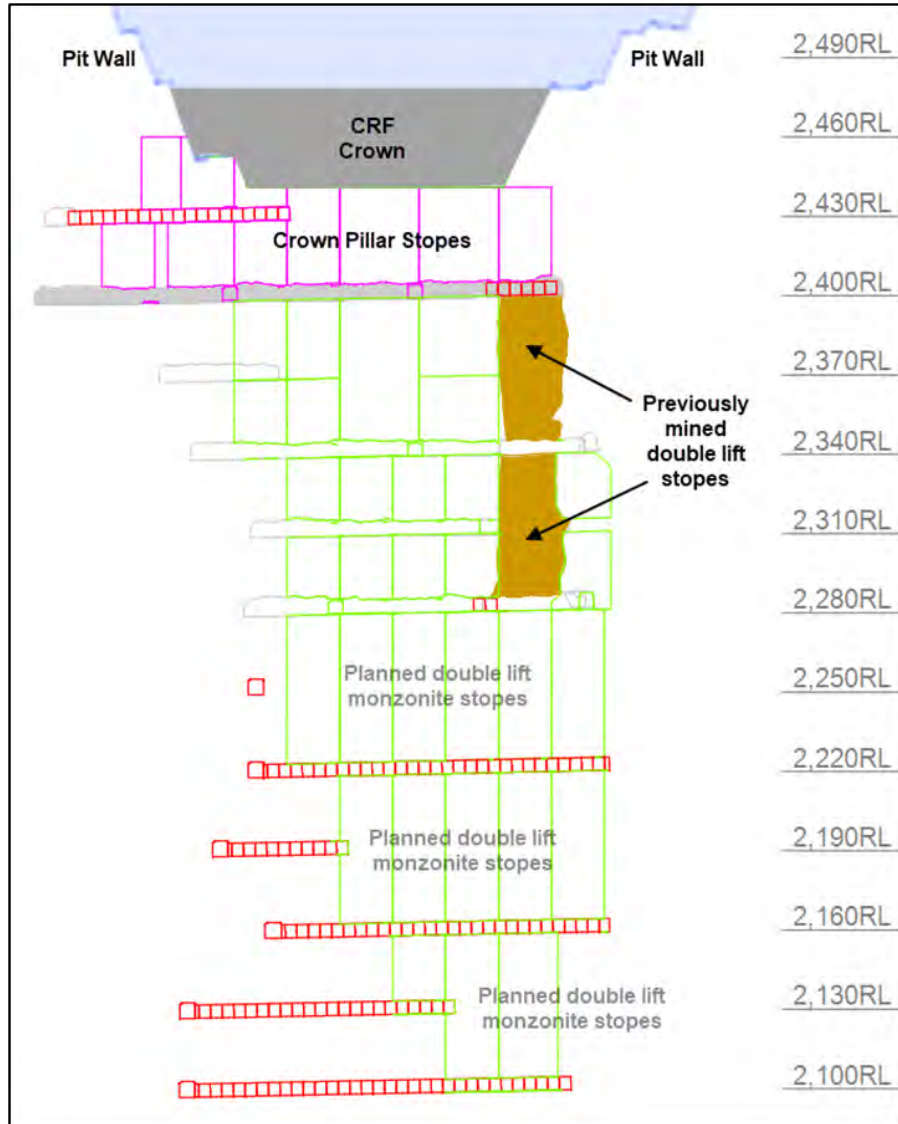 2,490RL
Pit Wall
Pit Wall
CRF
Crown
2,460RL
2,430RL
Crown Pillar Stopes
2,400RL
2,370RL
Previously
mined
double lift
stopes
2,340RL
2,310RL
2,280RL
Planned double lift
monzonite stopes
2,250RL
2,220RL
Planned double lift
monzonite stopes
2,190RL
2,160RL
Planned double lift
monzonite stopes
2,130RL
2,100RL